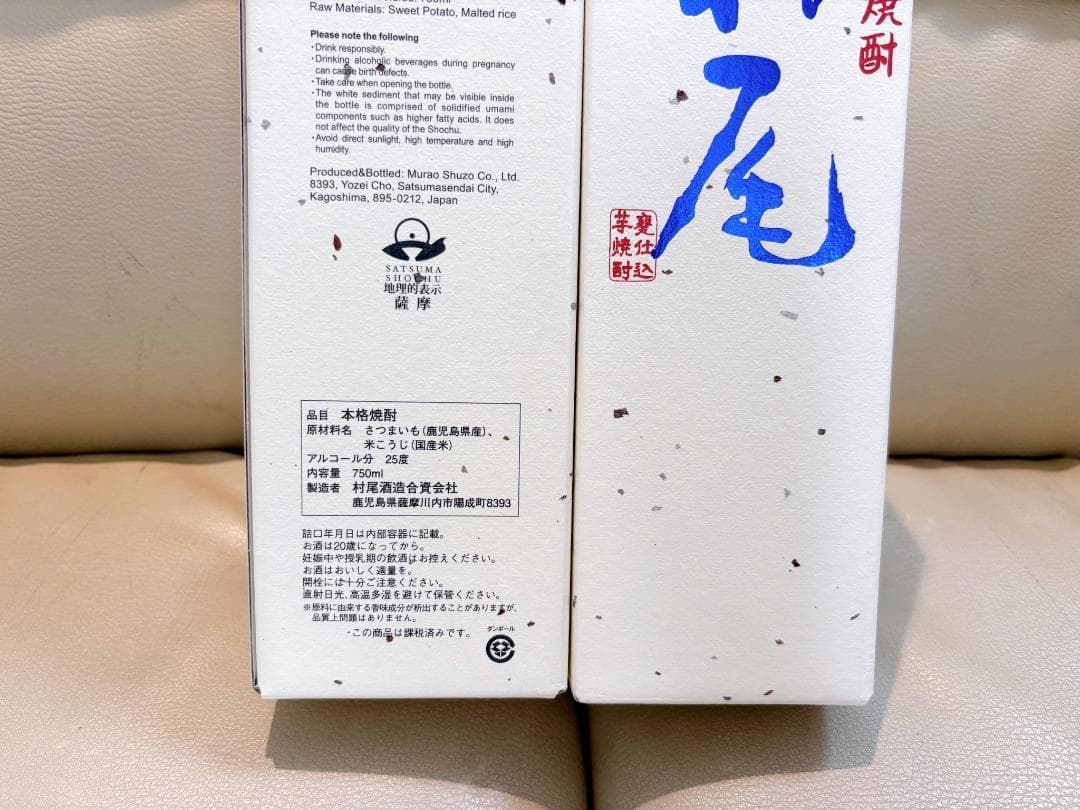 Raw Materials: Sweet Potato, Malted rice
Please note the following
・Drink responsibly.
・Drinking alcoholic beverages during pregnancy
can cause birth defects.
・Take care when opening the bottle.
・The white sediment that may be visible inside
the bottle is comprised of solidified umami
components such as higher fatty acids. It does
not affect the quality of the Shochu.
・Avoid direct sunlight, high temperature and high
humidity.
Produced&Bottled: Murao Shuzo Co., Ltd.
8393, Yozei Cho, Satsumasendai City,
Kagoshima, 895-0212, Japan
SATSUMA
SHOCHU
地理的表示
薩摩
品目 本格焼酎
原材料名 さつまいも(鹿児島県産)、
米こうじ(国産米)
アルコール分 25度
内容量 750ml
製造者 村尾酒造合資会社
鹿児島県薩摩川内市陽成町8393
詰口年月日は内部容器に記載。
お酒は20歳になってから。
妊娠中や授乳期の飲酒はお控えください。
お酒はおいしく適量を。
開栓には十分ご注意ください。
直射日光、高温多湿を避けて保管ください。
※原料に由来する香味成分が析出することがありますが、
品質上問題はありません。
・この商品は課税済みです。
ダンボール
焼酎
尾
甕仕込
芋焼酎